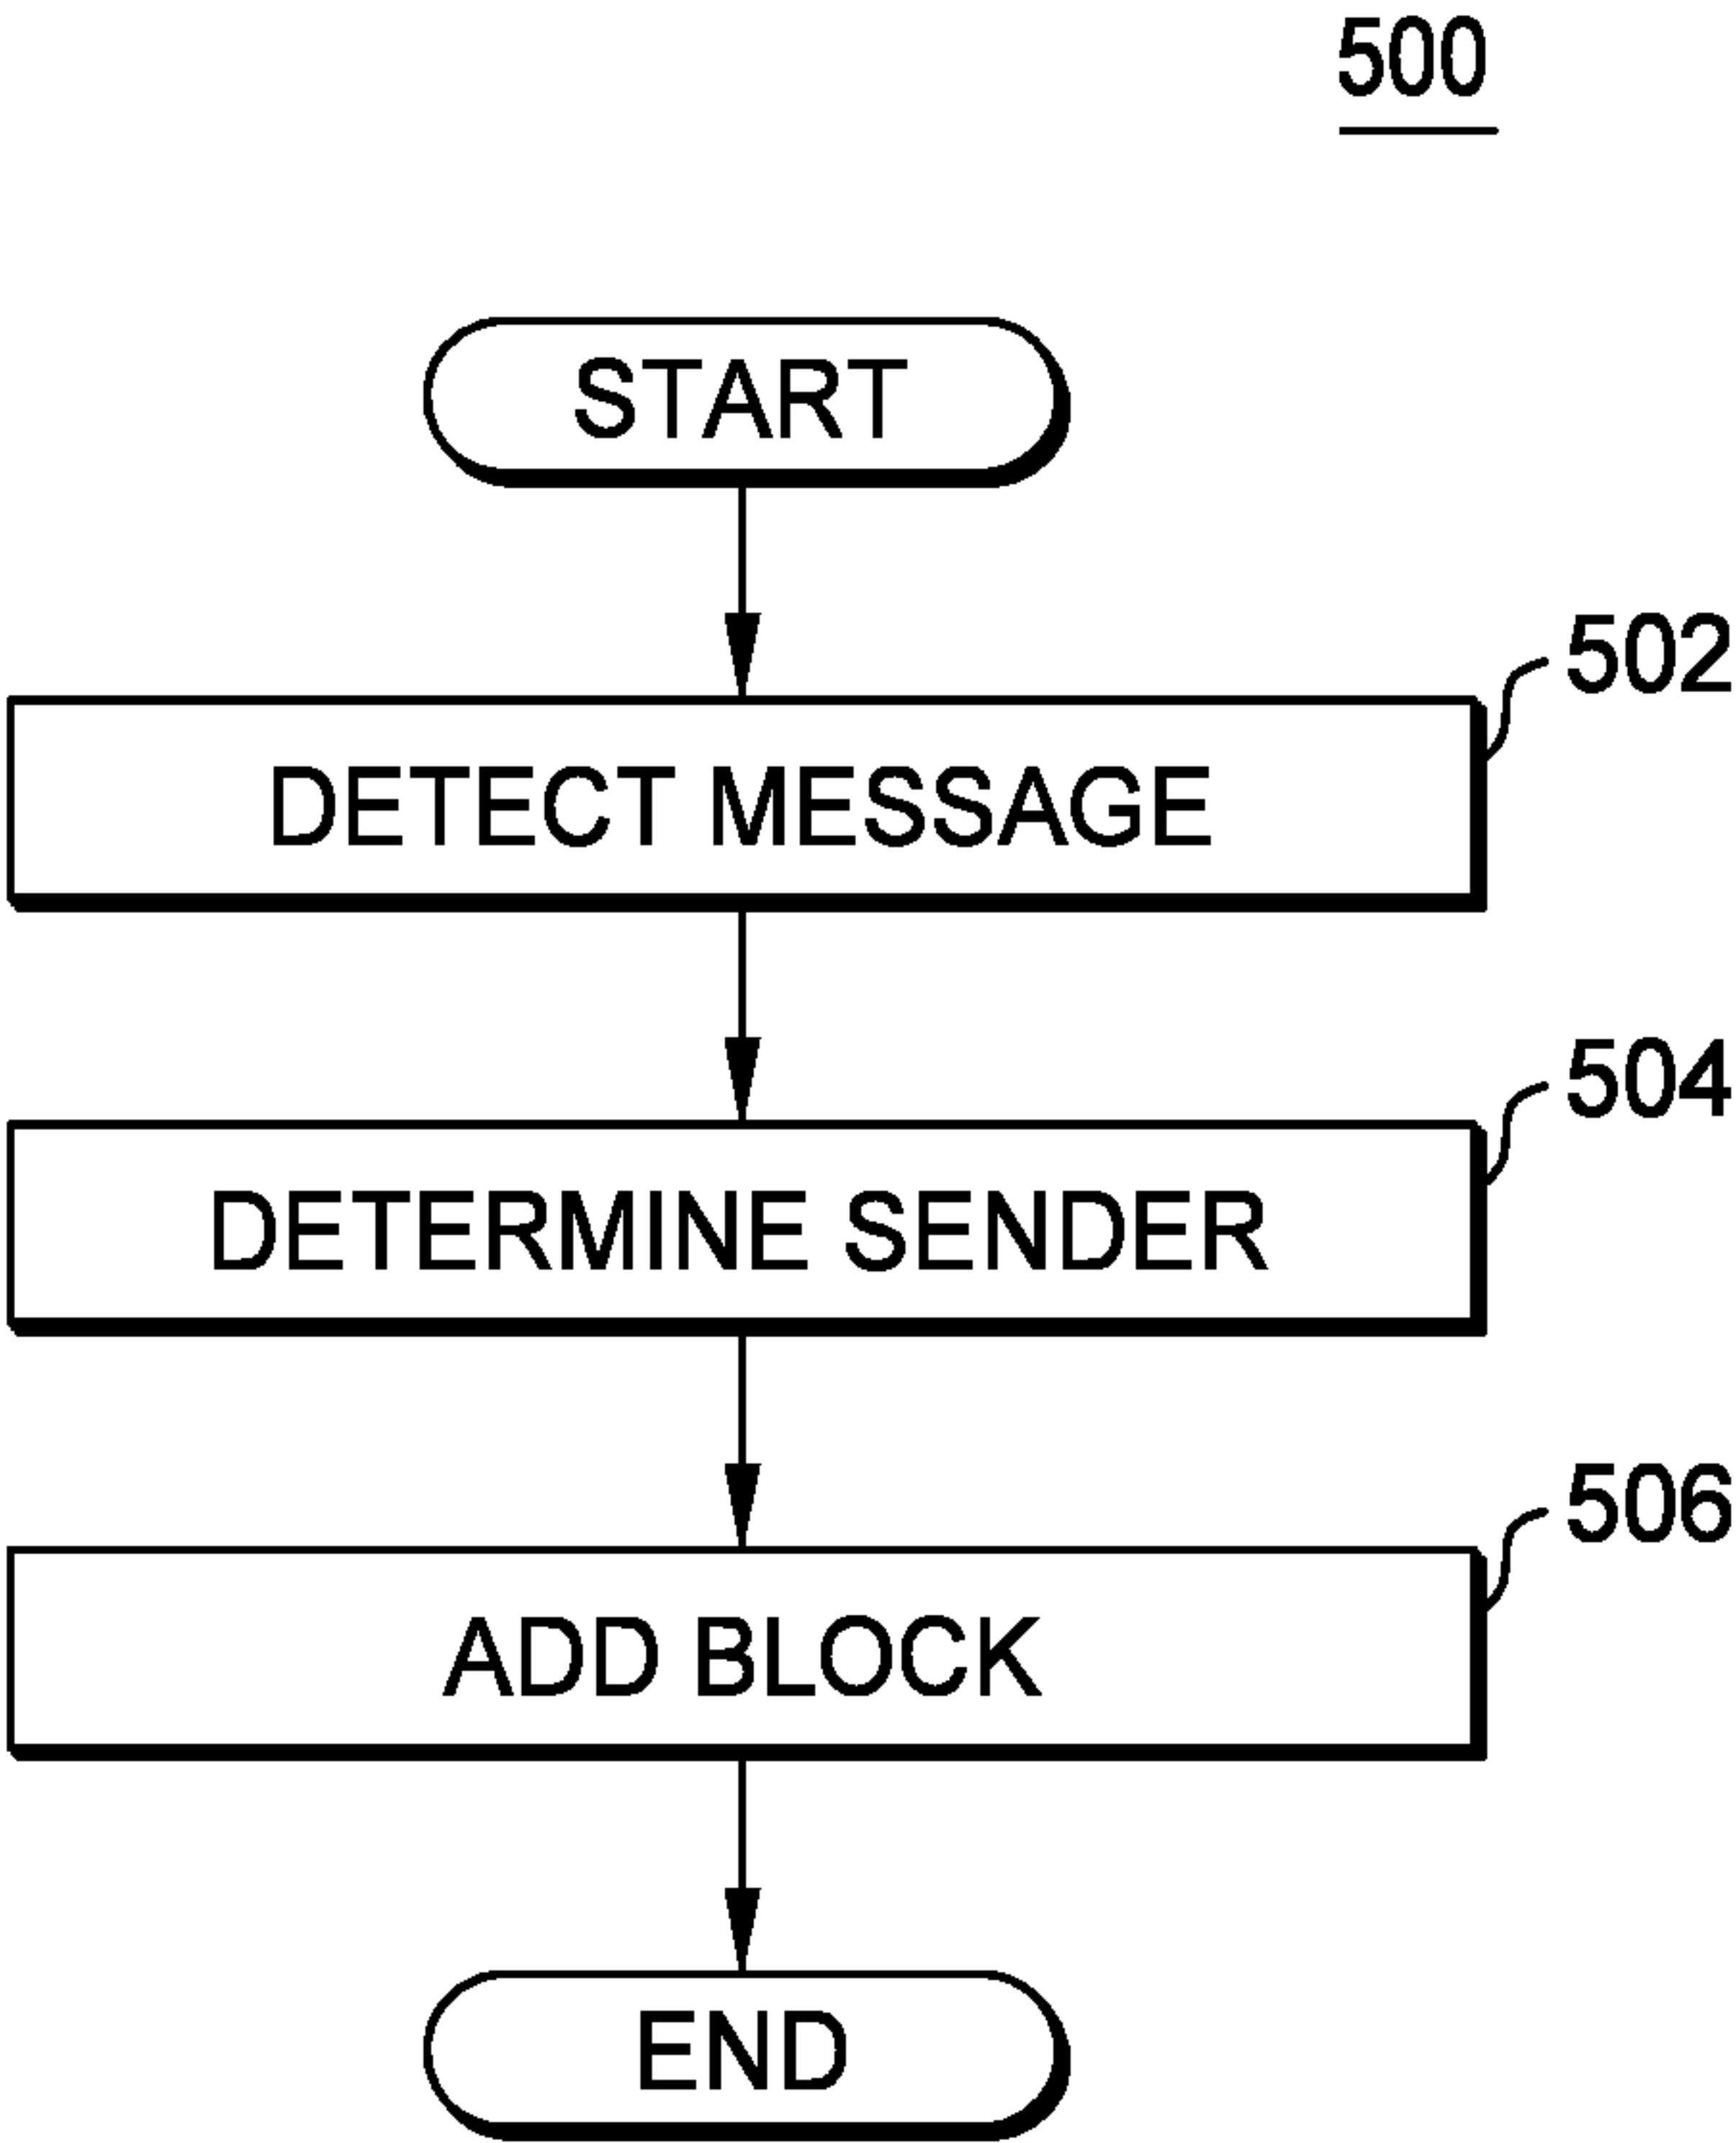 500
START
502
DETECT MESSAGE
504
DETERMINE SENDER
506
ADD BLOCK
END